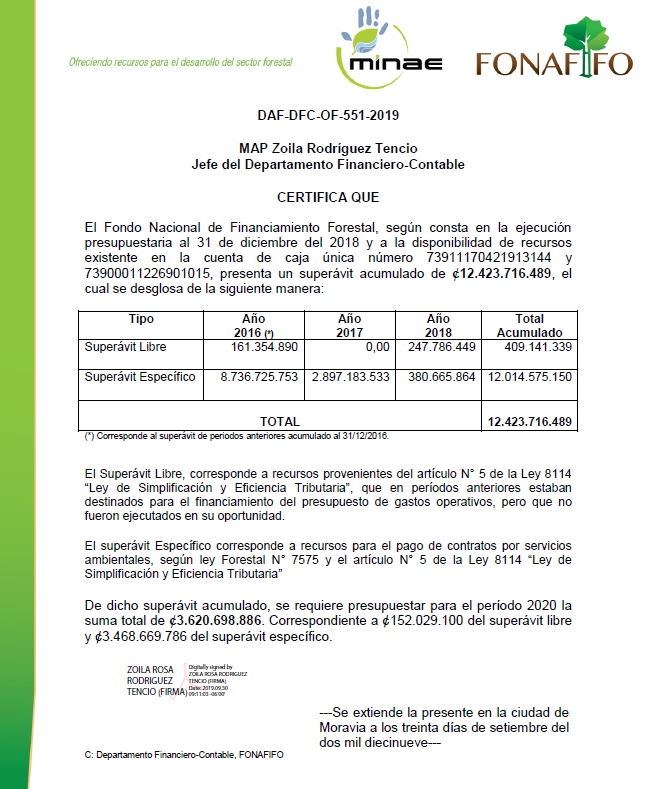 Ofreciendo recursos para el desarrollo del sector forestal
minae
FONAFIFO
DAF-DFC-OF-551-2019
MAP Zoila Rodríguez Tencio
Jefe del Departamento Financiero-Contable
CERTIFICA QUE
El Fondo Nacional de Financiamiento Forestal, según consta en la ejecución
presupuestaria al 31 de diciembre del 2018 y a la disponibilidad de recursos
existente en la cuenta de caja única número 73911170421913144 y
73900011226901015, presenta un superávit acumulado de ¢12.423.716.489, el
cual se desglosa de la siguiente manera:
Tipo Año 2016 (*) Año 2017 Año 2018 Total Acumulado
Superávit Libre 161.354.890 0,00 247.786.449 409.141.339
Superávit Específico 8.736.725.753 2.897.183.533 380.665.864 12.014.575.150
TOTAL 12.423.716.489
(*) Corresponde al superávit de periodos anteriores acumulado al 31/12/2016.
El Superávit Libre, corresponde a recursos provenientes del artículo N° 5 de la Ley 8114
“Ley de Simplificación y Eficiencia Tributaria”, que en períodos anteriores estaban
destinados para el financiamiento del presupuesto de gastos operativos, pero que no
fueron ejecutados en su oportunidad.
El superávit Específico corresponde a recursos para el pago de contratos por servicios
ambientales, según ley Forestal N° 7575 y el artículo N° 5 de la Ley 8114 “Ley de
Simplificación y Eficiencia Tributaria”
De dicho superávit acumulado, se requiere presupuestar para el período 2020 la
suma total de ¢3.620.698.886. Correspondiente a ¢152.029.100 del superávit libre
y ¢3.468.669.786 del superávit específico.
ZOILA ROSA
RODRIGUEZ
TENCIO (FIRMA)
Digitally signed by
ZOILA ROSA RODRIGUEZ
TENCIO (FIRMA)
Date: 2019.09.30
09:11:03 -06'00'
---Se extiende la presente en la ciudad de
Moravia a los treinta días de setiembre del
dos mil diecinueve---
C: Departamento Financiero-Contable, FONAFIFO